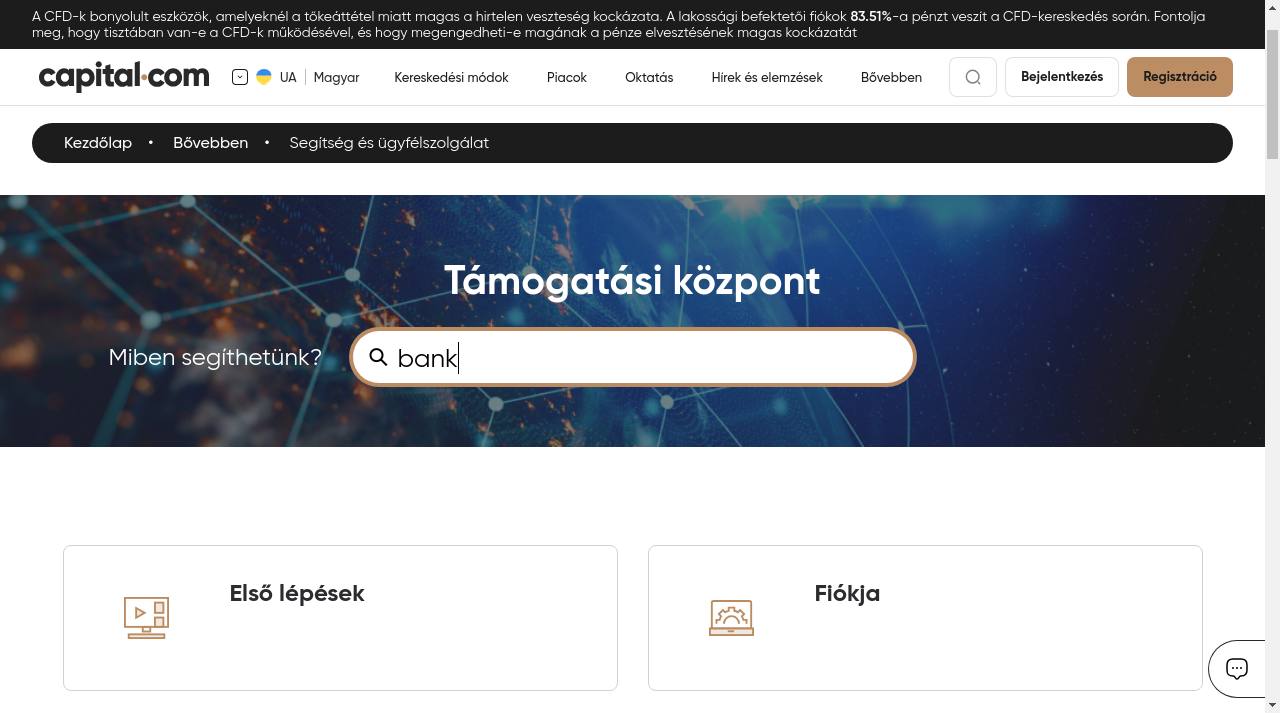 A CFD-k bonyolult eszközök, amelyeknél a tőkeáttétel miatt magas a hirtelen veszteség kockázata. A lakossági befektetői fiókok 83.51%-a pénzt veszít a CFD-kereskedés során. Fontolja
meg, hogy tisztában van-e a CFD-k működésével, és hogy megengedheti-e magának a pénze elvesztésének magas kockázatát
capital.com UA Magyar Kereskedési módok Piacok Oktatás Hírek és elemzések Bővebben Bejelentkezés Regisztráció
Kezdőlap • Bővebben • Segítség és ügyfélszolgálat
Támogatási központ
Miben segíthetünk? bank
Első lépések Fiókja